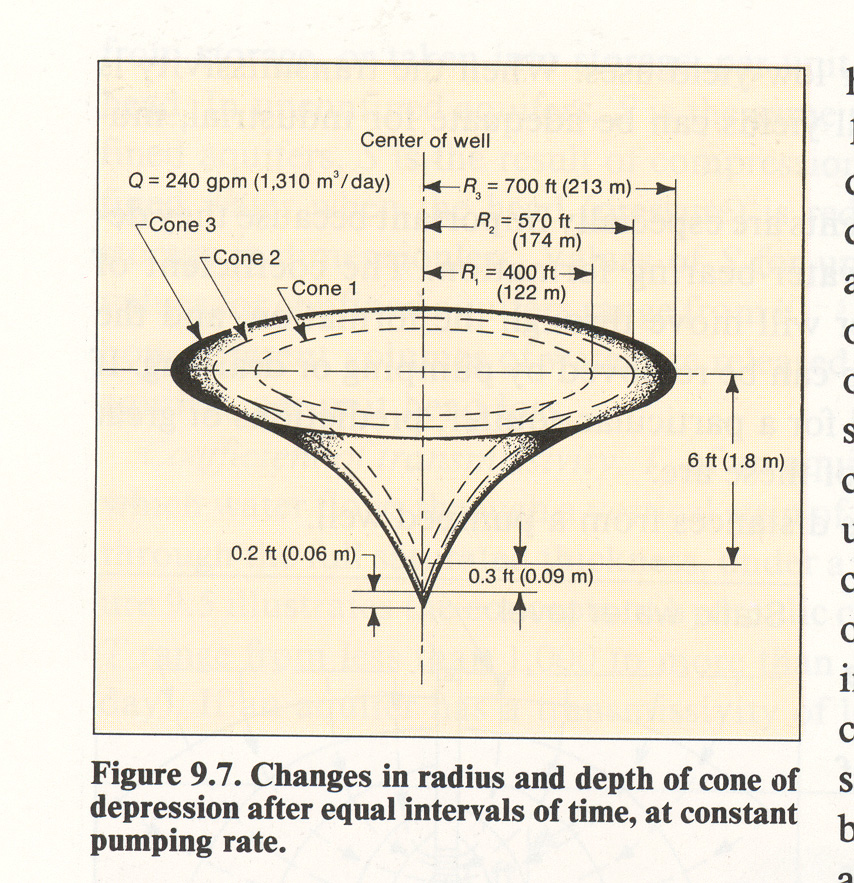 Center of well
Q = 240 gpm (1,310 m³/day)
R₃ = 700 ft (213 m)
Cone 3
R₂ = 570 ft
(174 m)
Cone 2
R₁ = 400 ft
(122 m)
Cone 1
6 ft (1.8 m)
0.2 ft (0.06 m)
0.3 ft (0.09 m)
Figure 9.7. Changes in radius and depth of cone of
depression after equal intervals of time, at constant
pumping rate.